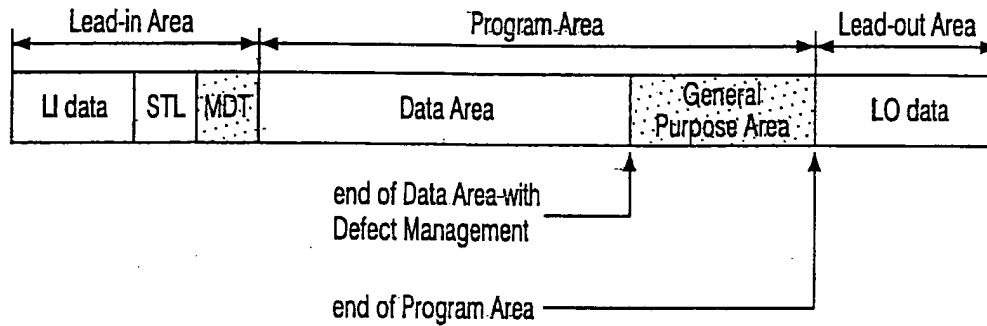 Lead-in Area Program Area Lead-out Area
LI data STL MDT Data Area General Purpose Area LO data
end of Data Area with
Defect Management
end of Program Area